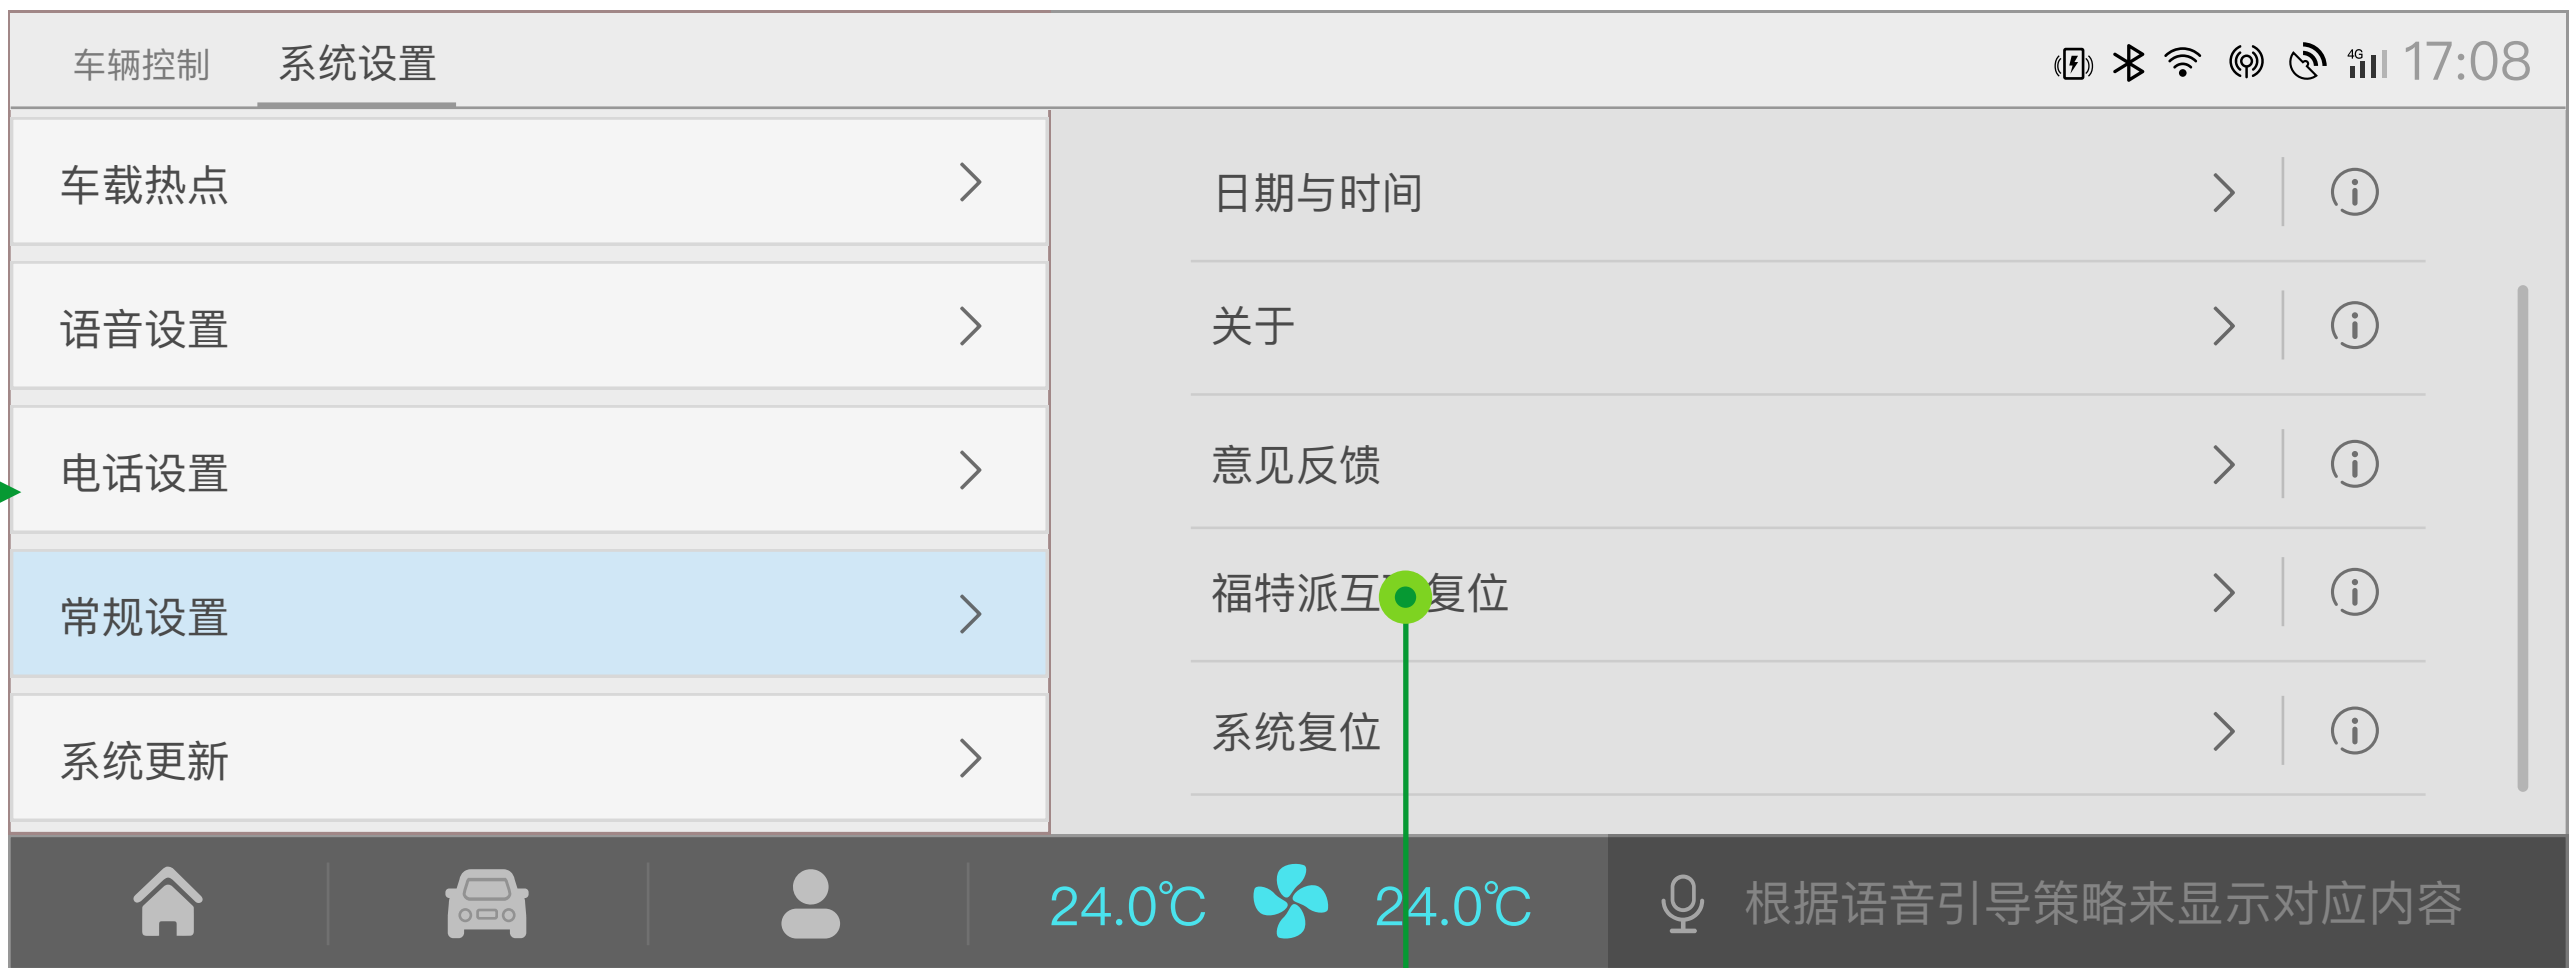 车辆控制 系统设置 4G 17:08
车载热点
语音设置
电话设置
常规设置
系统更新
日期与时间
关于
意见反馈
福特派互 复位
系统复位
24.0℃ 24.0℃ 根据语音引导策略来显示对应内容